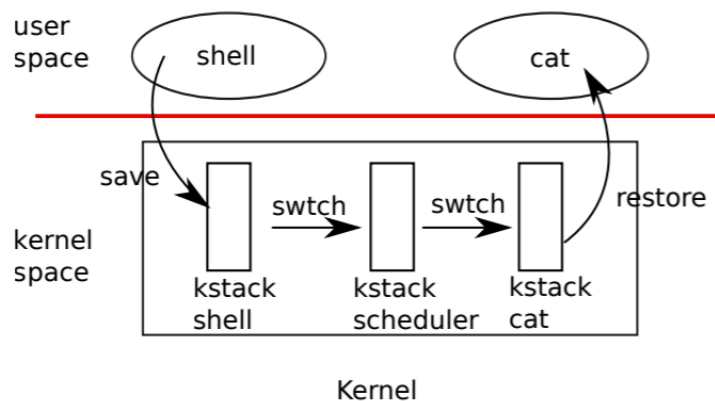 user
space
shell
cat
save
swtch
swtch
restore
kernel
space
kstack
shell
kstack
scheduler
kstack
cat
Kernel